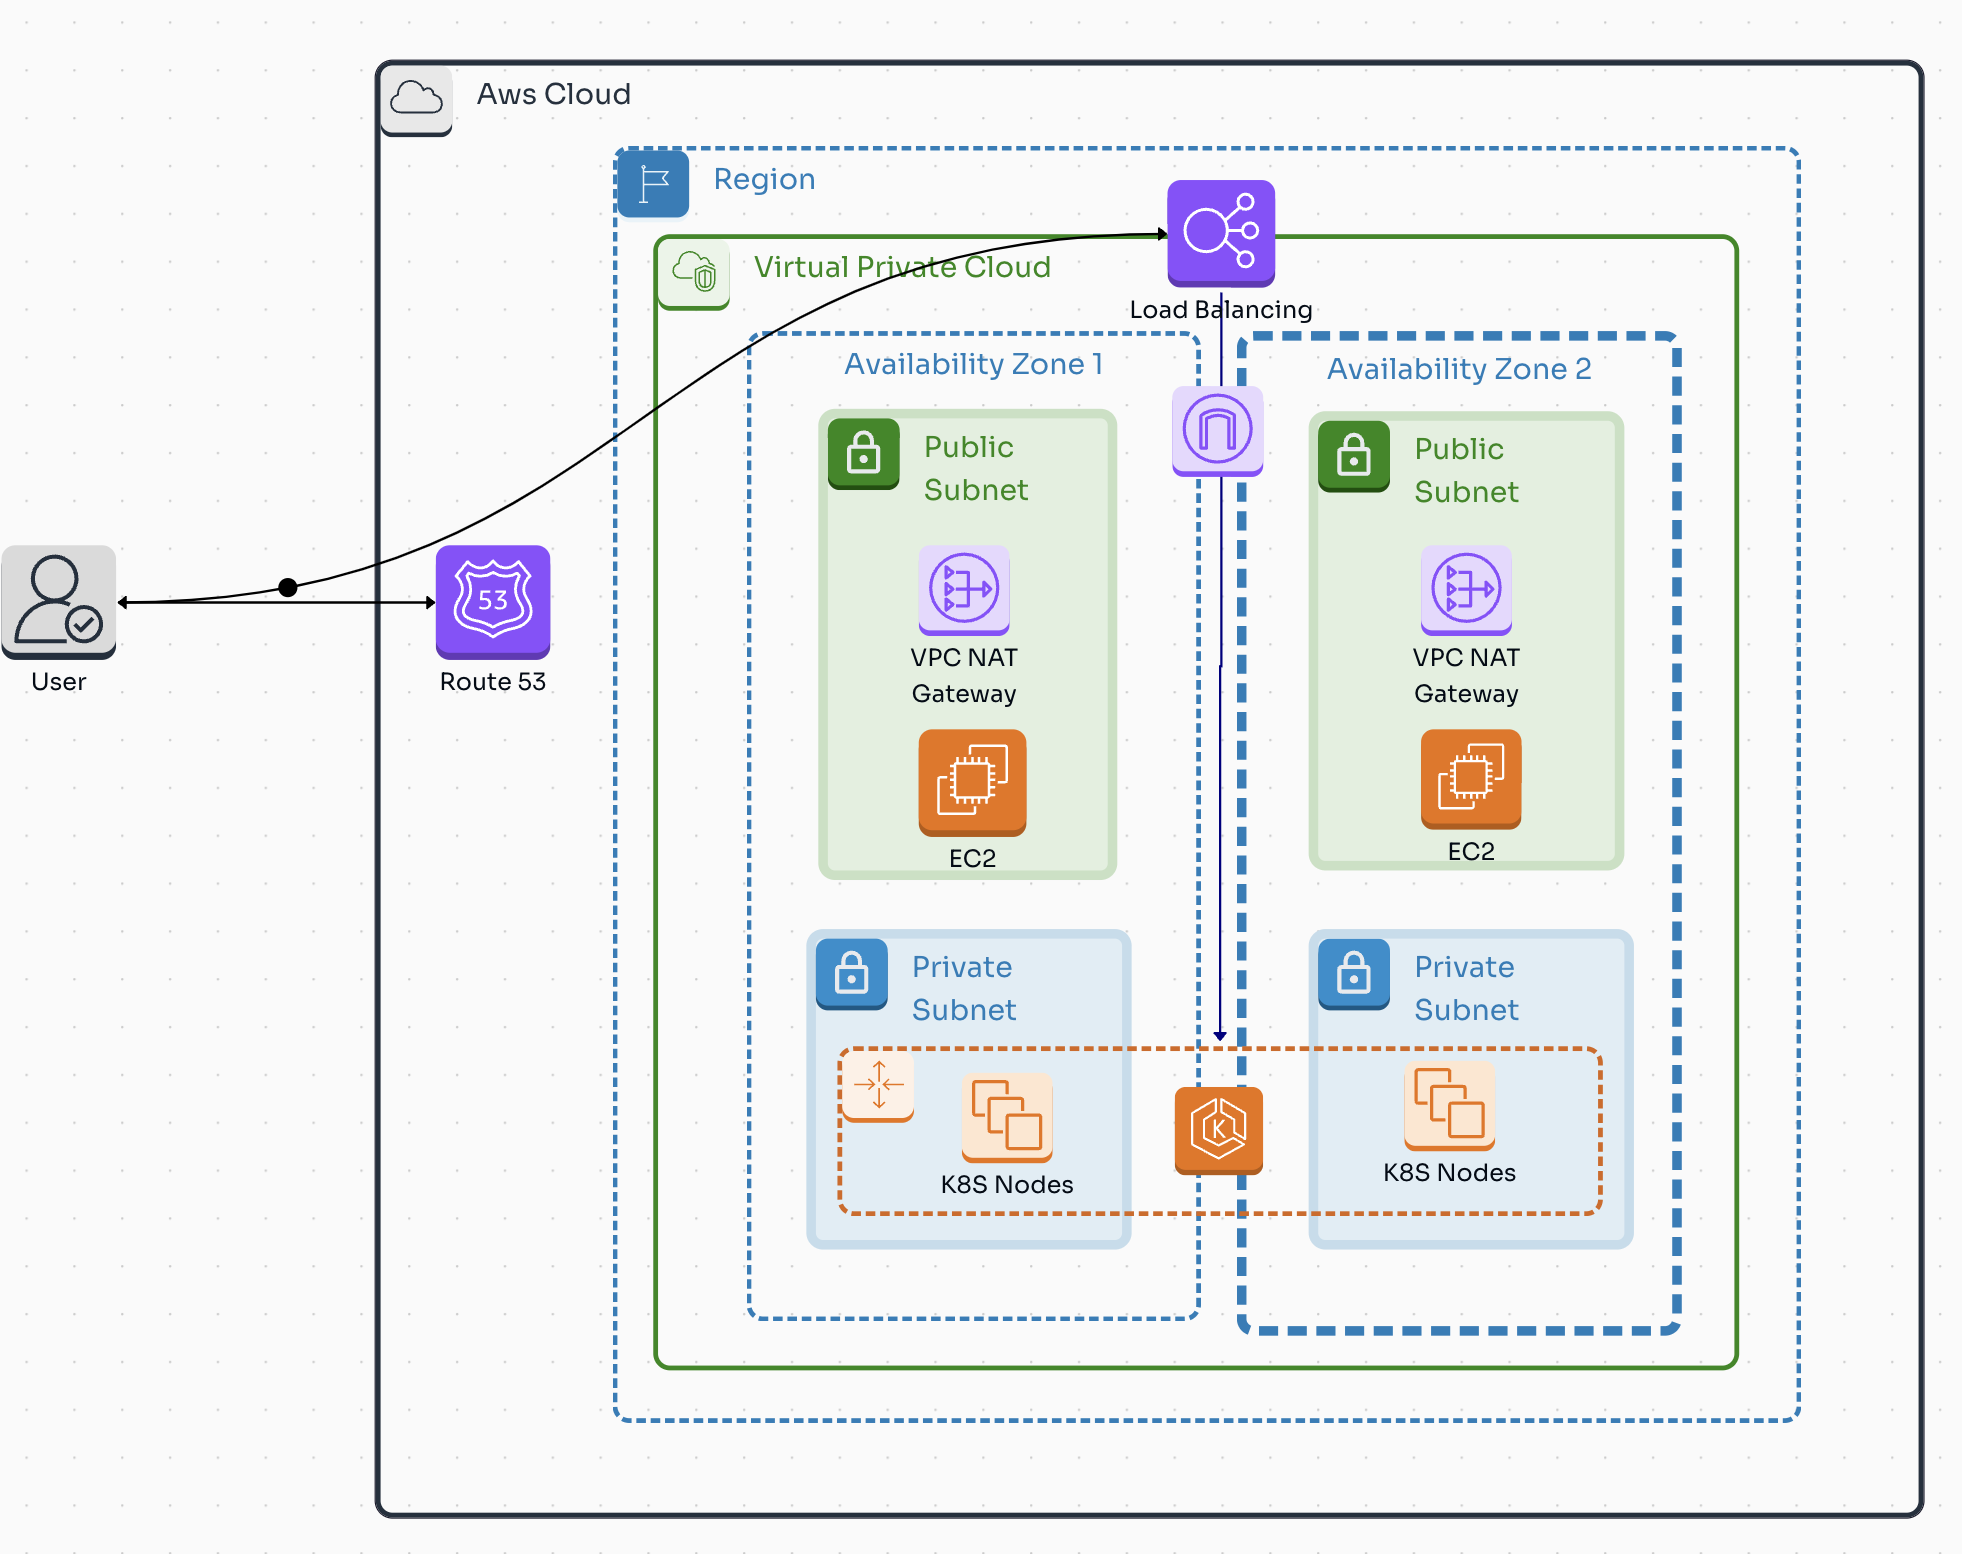 Aws Cloud
Region
Virtual Private Cloud
Load Balancing
Availability Zone 1
Availability Zone 2
Public
Subnet
Public
Subnet
53
User
Route 53
VPC NAT
Gateway
VPC NAT
Gateway
EC2
EC2
Private
Subnet
Private
Subnet
K
K8S Nodes
K8S Nodes